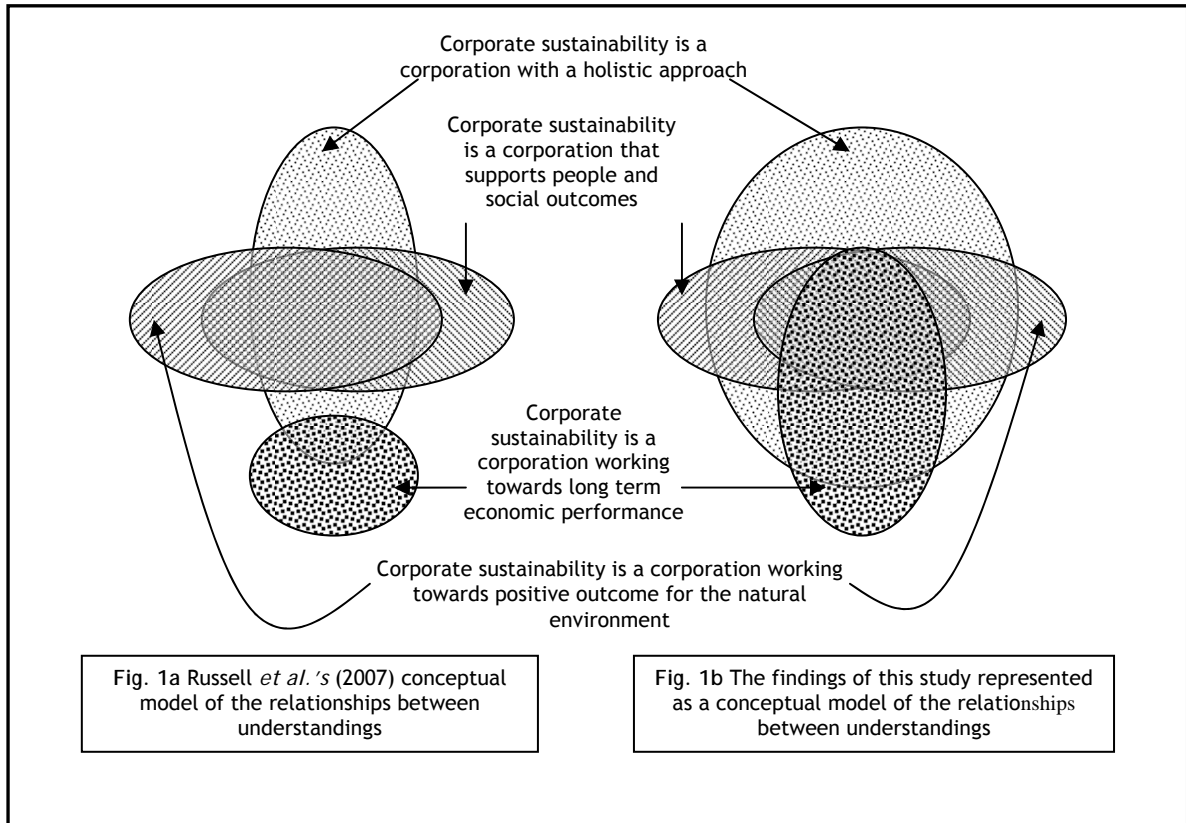 Corporate sustainability is a
corporation with a holistic approach
Corporate sustainability
is a corporation that
supports people and
social outcomes
Corporate
sustainability is a
corporation working
towards long term
economic performance
Corporate sustainability is a corporation working
towards positive outcome for the natural
environment
Fig. 1a Russell et al.'s (2007) conceptual
model of the relationships between
understandings
Fig. 1b The findings of this study represented
as a conceptual model of the relationships
between understandings